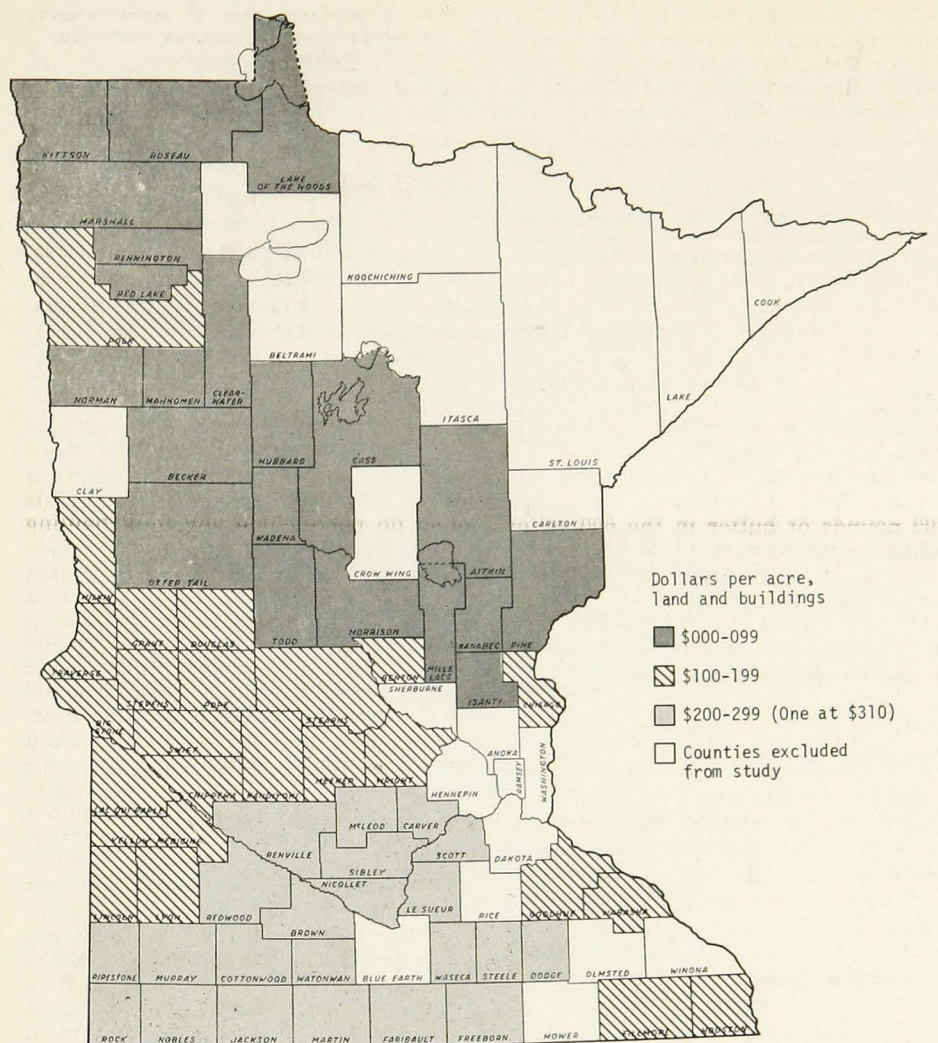 KITTSON
ROSEAU
LAKE
OF THE WOODS
MARSHALL
PENNINGTON
RED LAKE
POLK
KOOCHICHING
COOK
BELTRAMI
NORMAN
MAHNOMEN
CLEAR-
WATER
LAKE
ITASCA
HUBBARD
CASS
ST. LOUIS
BECKER
CLAY
CARLTON
WADENA
OTTER TAIL
CROW WING
AITKIN
Dollars per acre,
land and buildings
WILKIN
$000-099
GRANT
DOUGLAS
TODD
MORRISON
KANABEC
PINE
TRAVERSE
BENTON
MILLE
LACS
$100-199
SHERBURNE
STEVENS
POPE
ISANTI
CHISAGO
STEARNS
$200-299 (One at $310)
BIG
STONE
SWIFT
ANOKA
Counties excluded
from study
RAMSEY
WASHINGTON
CHIPPEWA
KANDIYOHI
MEEKER
WRIGHT
HENNEPIN
LAC QUI PARLE
MCLEOD
CARVER
YELLOW MEDICINE
RENVILLE
SCOTT
DAKOTA
SIBLEY
NICOLLET
LINCOLN
LYON
REDWOOD
LE SUEUR
RICE
GOODHUE
WABASHA
BROWN
PIPESTONE
MURRAY
COTTONWOOD
WATONWAN
BLUE EARTH
WASECA
STEELE
DODGE
OLMSTED
WINONA
ROCK
NOBLES
JACKSON
MARTIN
FARIBAULT
FREEBORN
MOWER
FILLMORE
HOUSTON